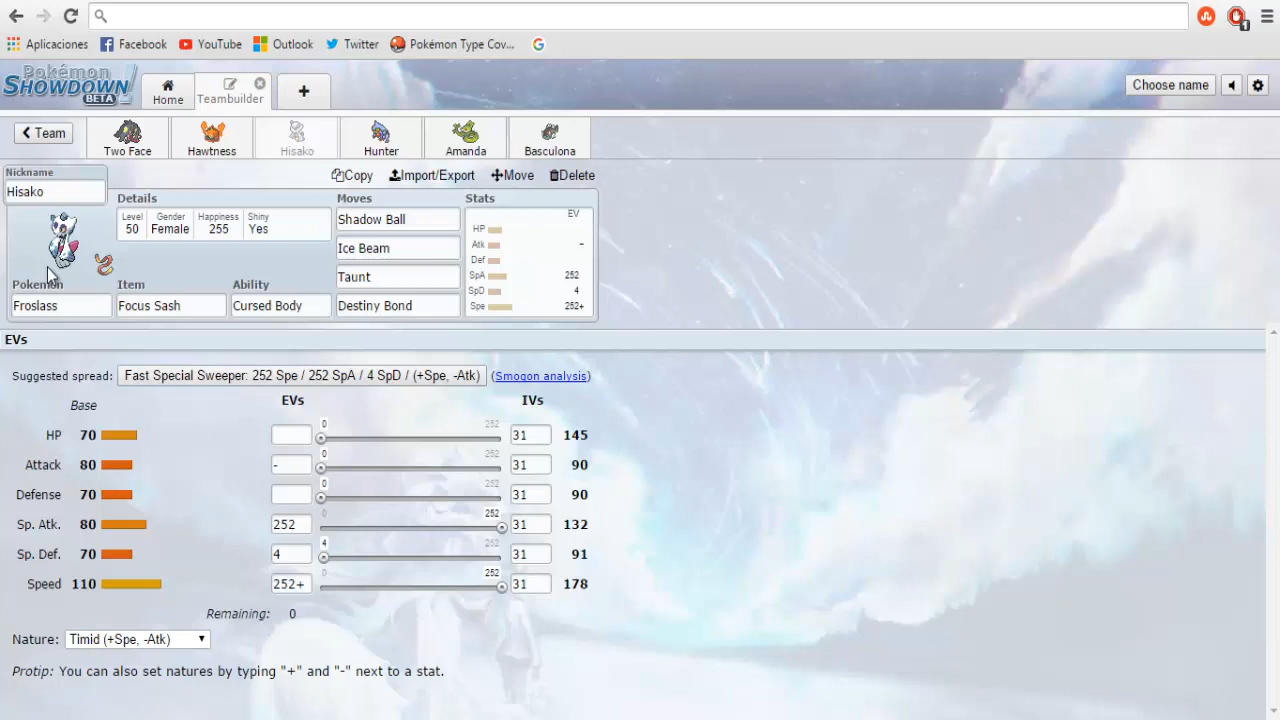 Aplicaciones Facebook YouTube Outlook Twitter Pokémon Type Cov... G
Pokémon
SHOWDOWN
BETA
Home Teambuilder + Choose name
Team Two Face Hawtness Hisako Hunter Amanda Basculona
Nickname Copy Import/Export Move Delete
Hisako
Details Moves Stats
Level Gender Happiness Shiny
50 Female 255 Yes
Shadow Ball
Ice Beam
Taunt
Destiny Bond
EV
HP
Atk -
Def
SpA 252
SpD 4
Spe 252+
Pokemon Item Ability
Froslass Focus Sash Cursed Body
EVs
Suggested spread: Fast Special Sweeper: 252 Spe / 252 SpA / 4 SpD / (+Spe, -Atk) (Smogon analysis)
Base EVs IVs
0 252
HP 70 31 145
0 252
Attack 80 - 31 90
0 252
Defense 70 31 90
0 252
Sp. Atk. 80 252 31 132
4 252
Sp. Def. 70 4 31 91
0 252
Speed 110 252+ 31 178
Remaining: 0
Nature: Timid (+Spe, -Atk)
Protip: You can also set natures by typing "+" and "-" next to a stat.